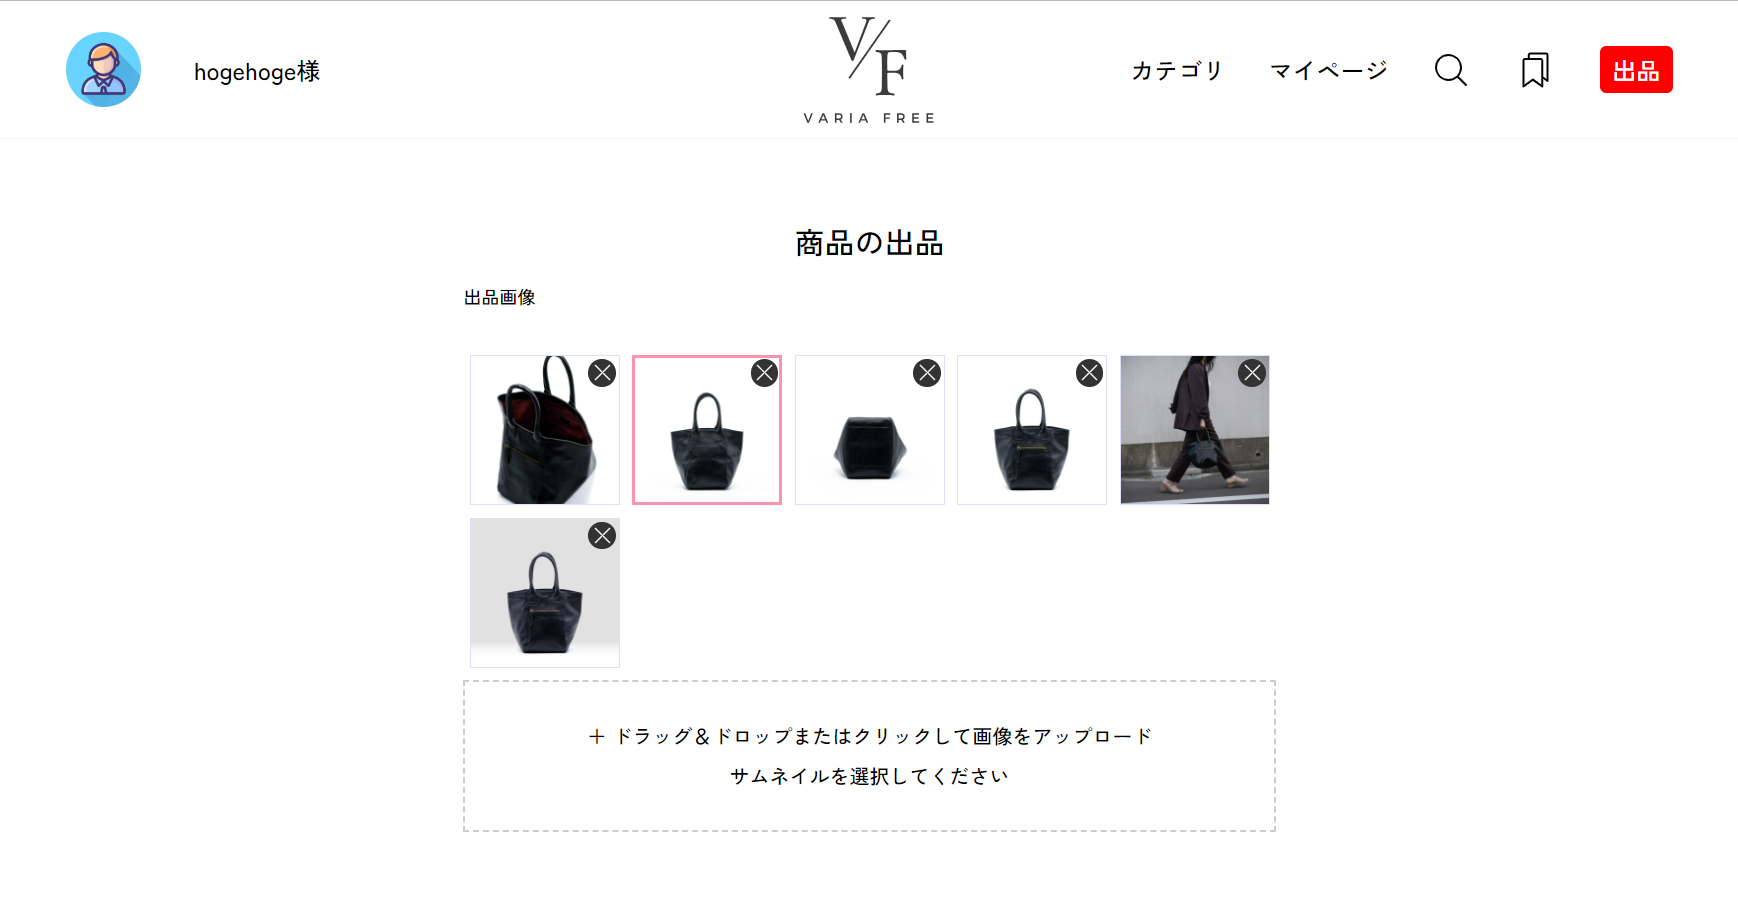 hogehoge様
V/F
VARIA FREE
カテゴリ
マイページ
出品
商品の出品
出品画像
＋ ドラッグ＆ドロップまたはクリックして画像をアップロード
サムネイルを選択してください